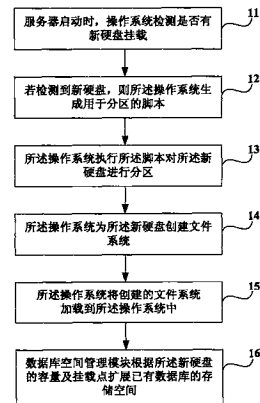 服务器启动时，操作系统检测是否有
新硬盘挂载
11
若检测到新硬盘，则所述操作系统生
成用于分区的脚本
12
所述操作系统执行所述脚本对所述新
硬盘进行分区
13
所述操作系统为所述新硬盘创建文件
系统
14
所述操作系统将创建的文件系统
加载到所述操作系统中
15
数据库空间管理模块根据所述新硬盘
的容量及挂载点扩展已有数据库的存
储空间
16